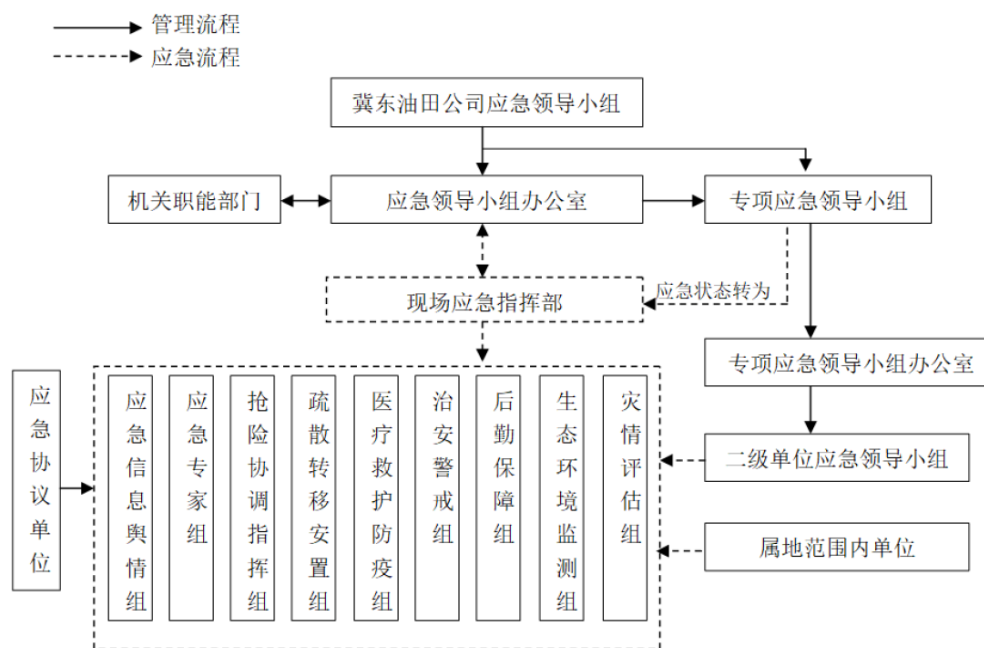 管理流程
应急流程
冀东油田公司应急领导小组
机关职能部门
应急领导小组办公室
专项应急领导小组
现场应急指挥部
应急状态转为
专项应急领导小组办公室
应急协议单位
应急信息舆情组
应急专家组
抢险协调指挥组
疏散转移安置组
医疗救护防疫组
治安警戒组
后勤保障组
生态环境监测组
灾情评估组
二级单位应急领导小组
属地范围内单位